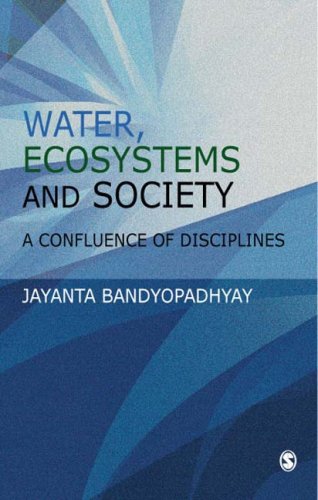 WATER,
ECOSYSTEMS
AND SOCIETY
A CONFLUENCE OF DISCIPLINES
JAYANTA BANDYOPADHYAY